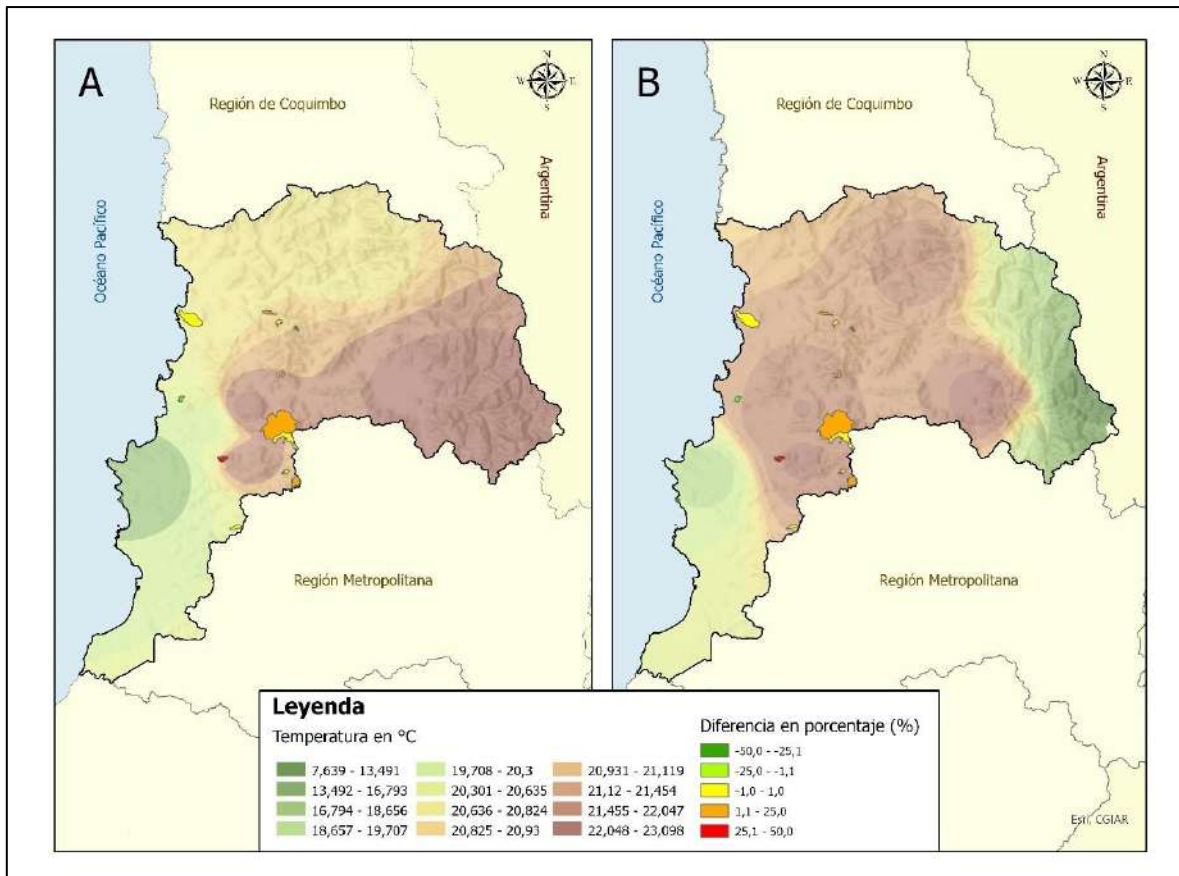 A
N
W E
S
Región de Coquimbo
Océano Pacífico
Argentina
Región Metropolitana
B
N
W E
S
Región de Coquimbo
Océano Pacífico
Argentina
Región Metropolitana
Esri, CGIAR
Leyenda
Temperatura en °C
7,639 - 13,491
13,492 - 16,793
16,794 - 18,656
18,657 - 19,707
19,708 - 20,3
20,301 - 20,635
20,636 - 20,824
20,825 - 20,93
20,931 - 21,119
21,12 - 21,454
21,455 - 22,047
22,048 - 23,098
Diferencia en porcentaje (%)
-50,0 - -25,1
-25,0 - -1,1
-1,0 - 1,0
1,1 - 25,0
25,1 - 50,0